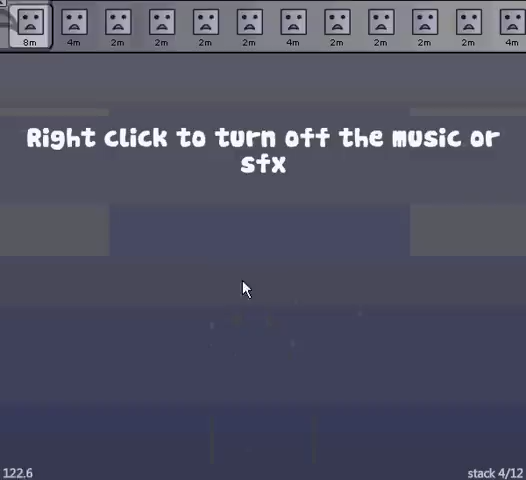 8m 4m 2m 2m 2m 2m 4m 2m 2m 2m 2m 4m
Right click to turn off the music or
sfx
122.6 stack 4/12